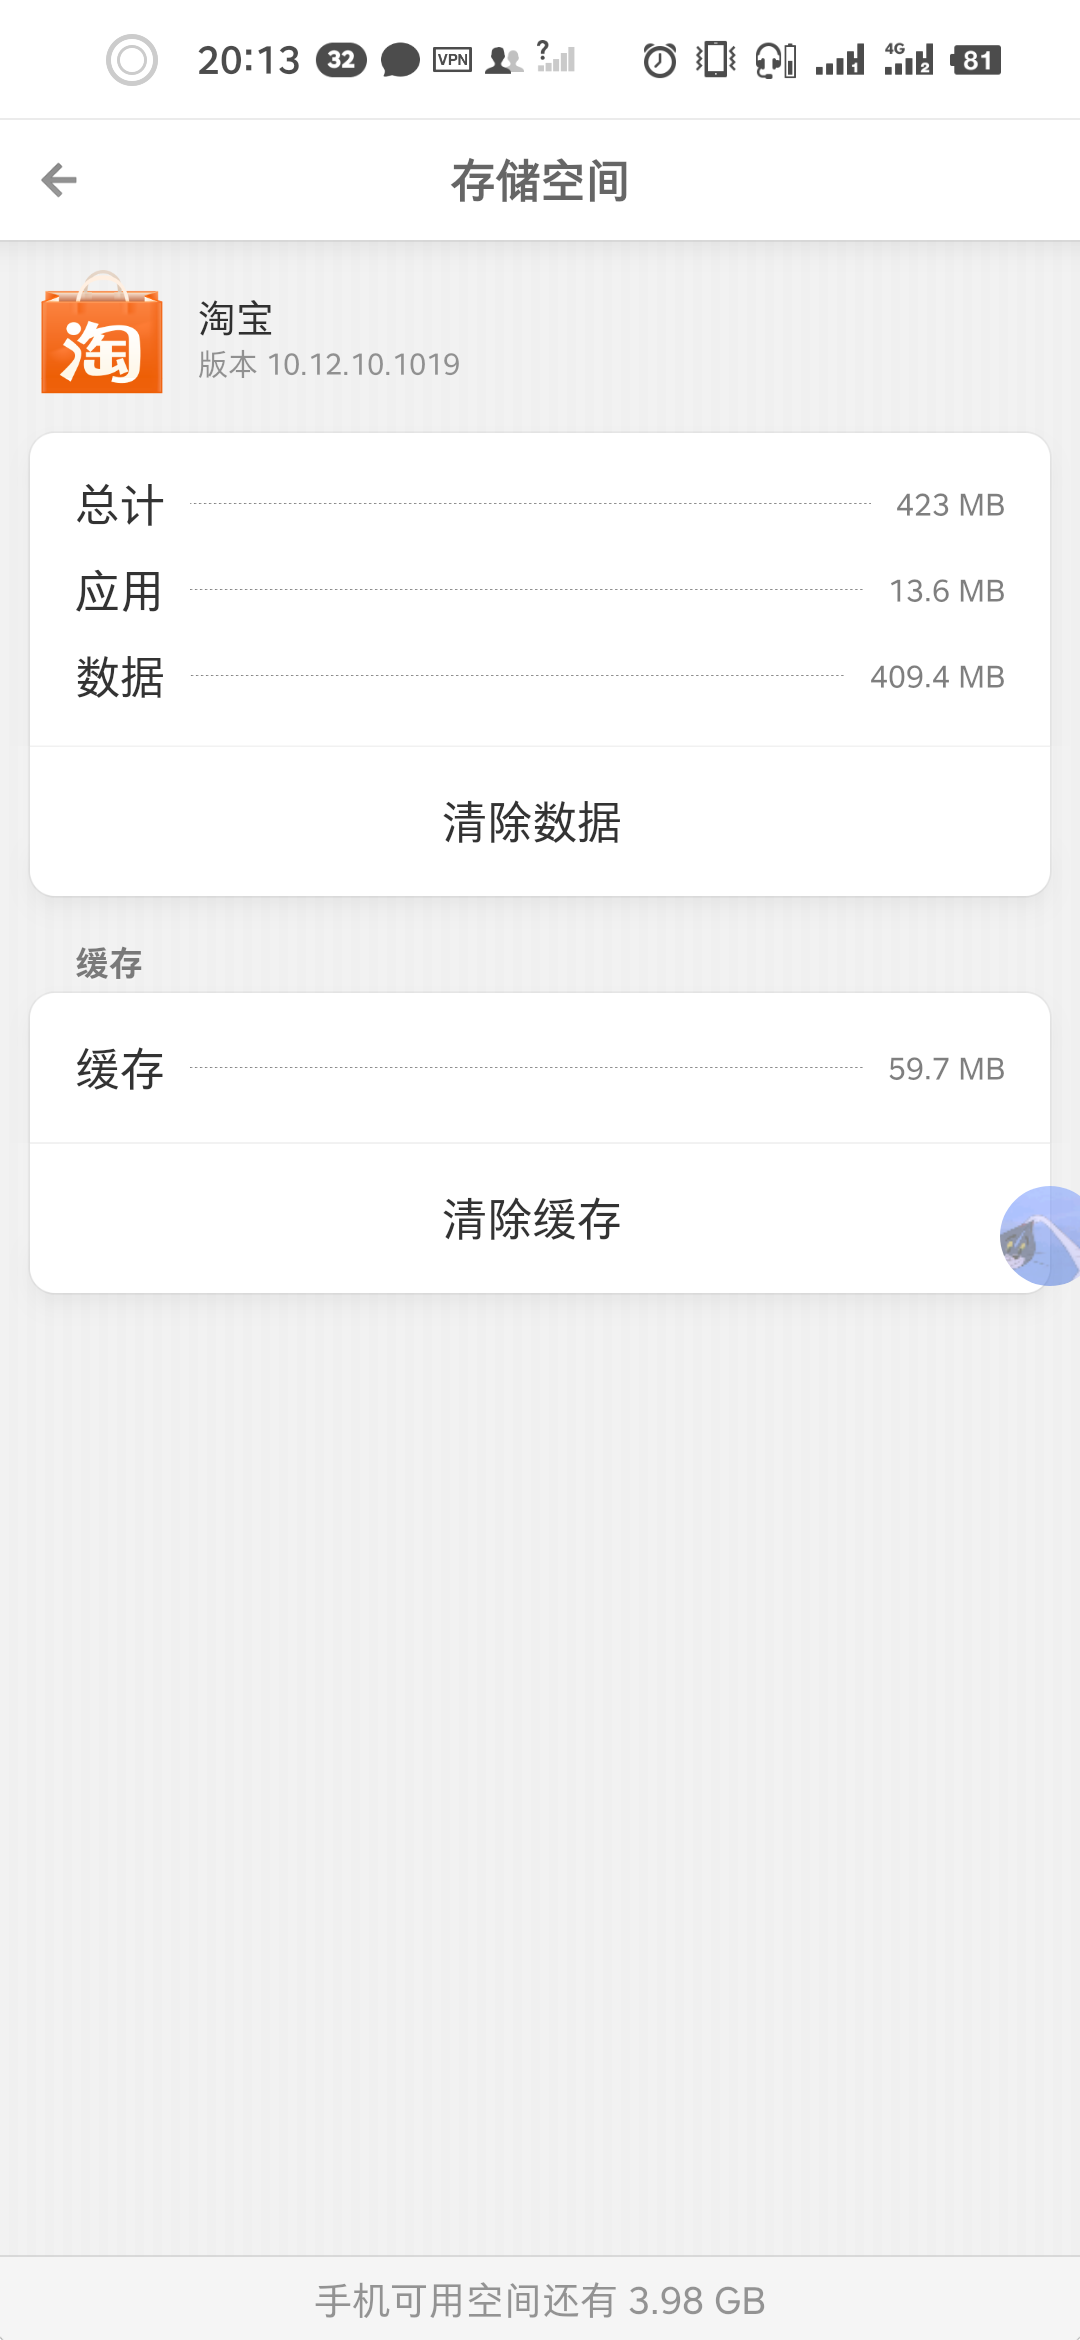 20:13 32 VPN ? 1 4G 2 81
存储空间
淘
淘宝
版本 10.12.10.1019
总计 423 MB
应用 13.6 MB
数据 409.4 MB
清除数据
缓存
缓存 59.7 MB
清除缓存
手机可用空间还有 3.98 GB